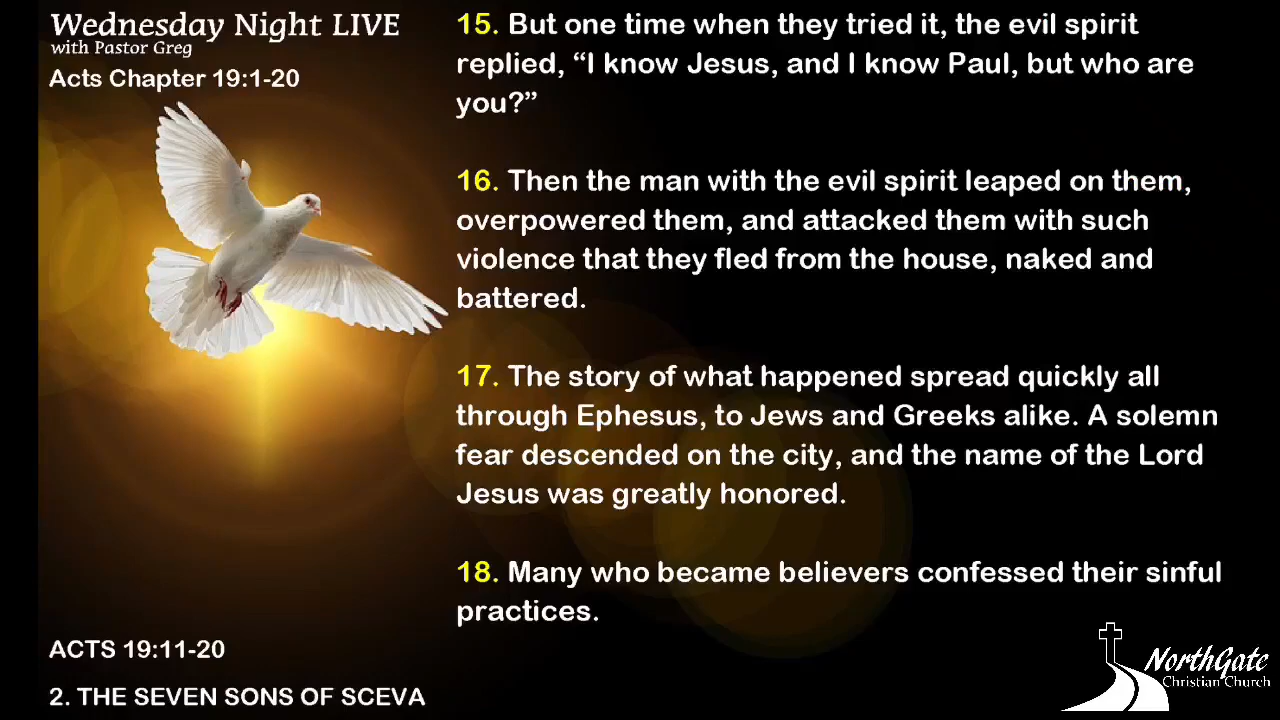 Wednesday Night LIVE
with Pastor Greg
Acts Chapter 19:1-20
15. But one time when they tried it, the evil spirit
replied, “I know Jesus, and I know Paul, but who are
you?”
16. Then the man with the evil spirit leaped on them,
overpowered them, and attacked them with such
violence that they fled from the house, naked and
battered.
17. The story of what happened spread quickly all
through Ephesus, to Jews and Greeks alike. A solemn
fear descended on the city, and the name of the Lord
Jesus was greatly honored.
18. Many who became believers confessed their sinful
practices.
ACTS 19:11-20
2. THE SEVEN SONS OF SCEVA
NorthGate
Christian Church